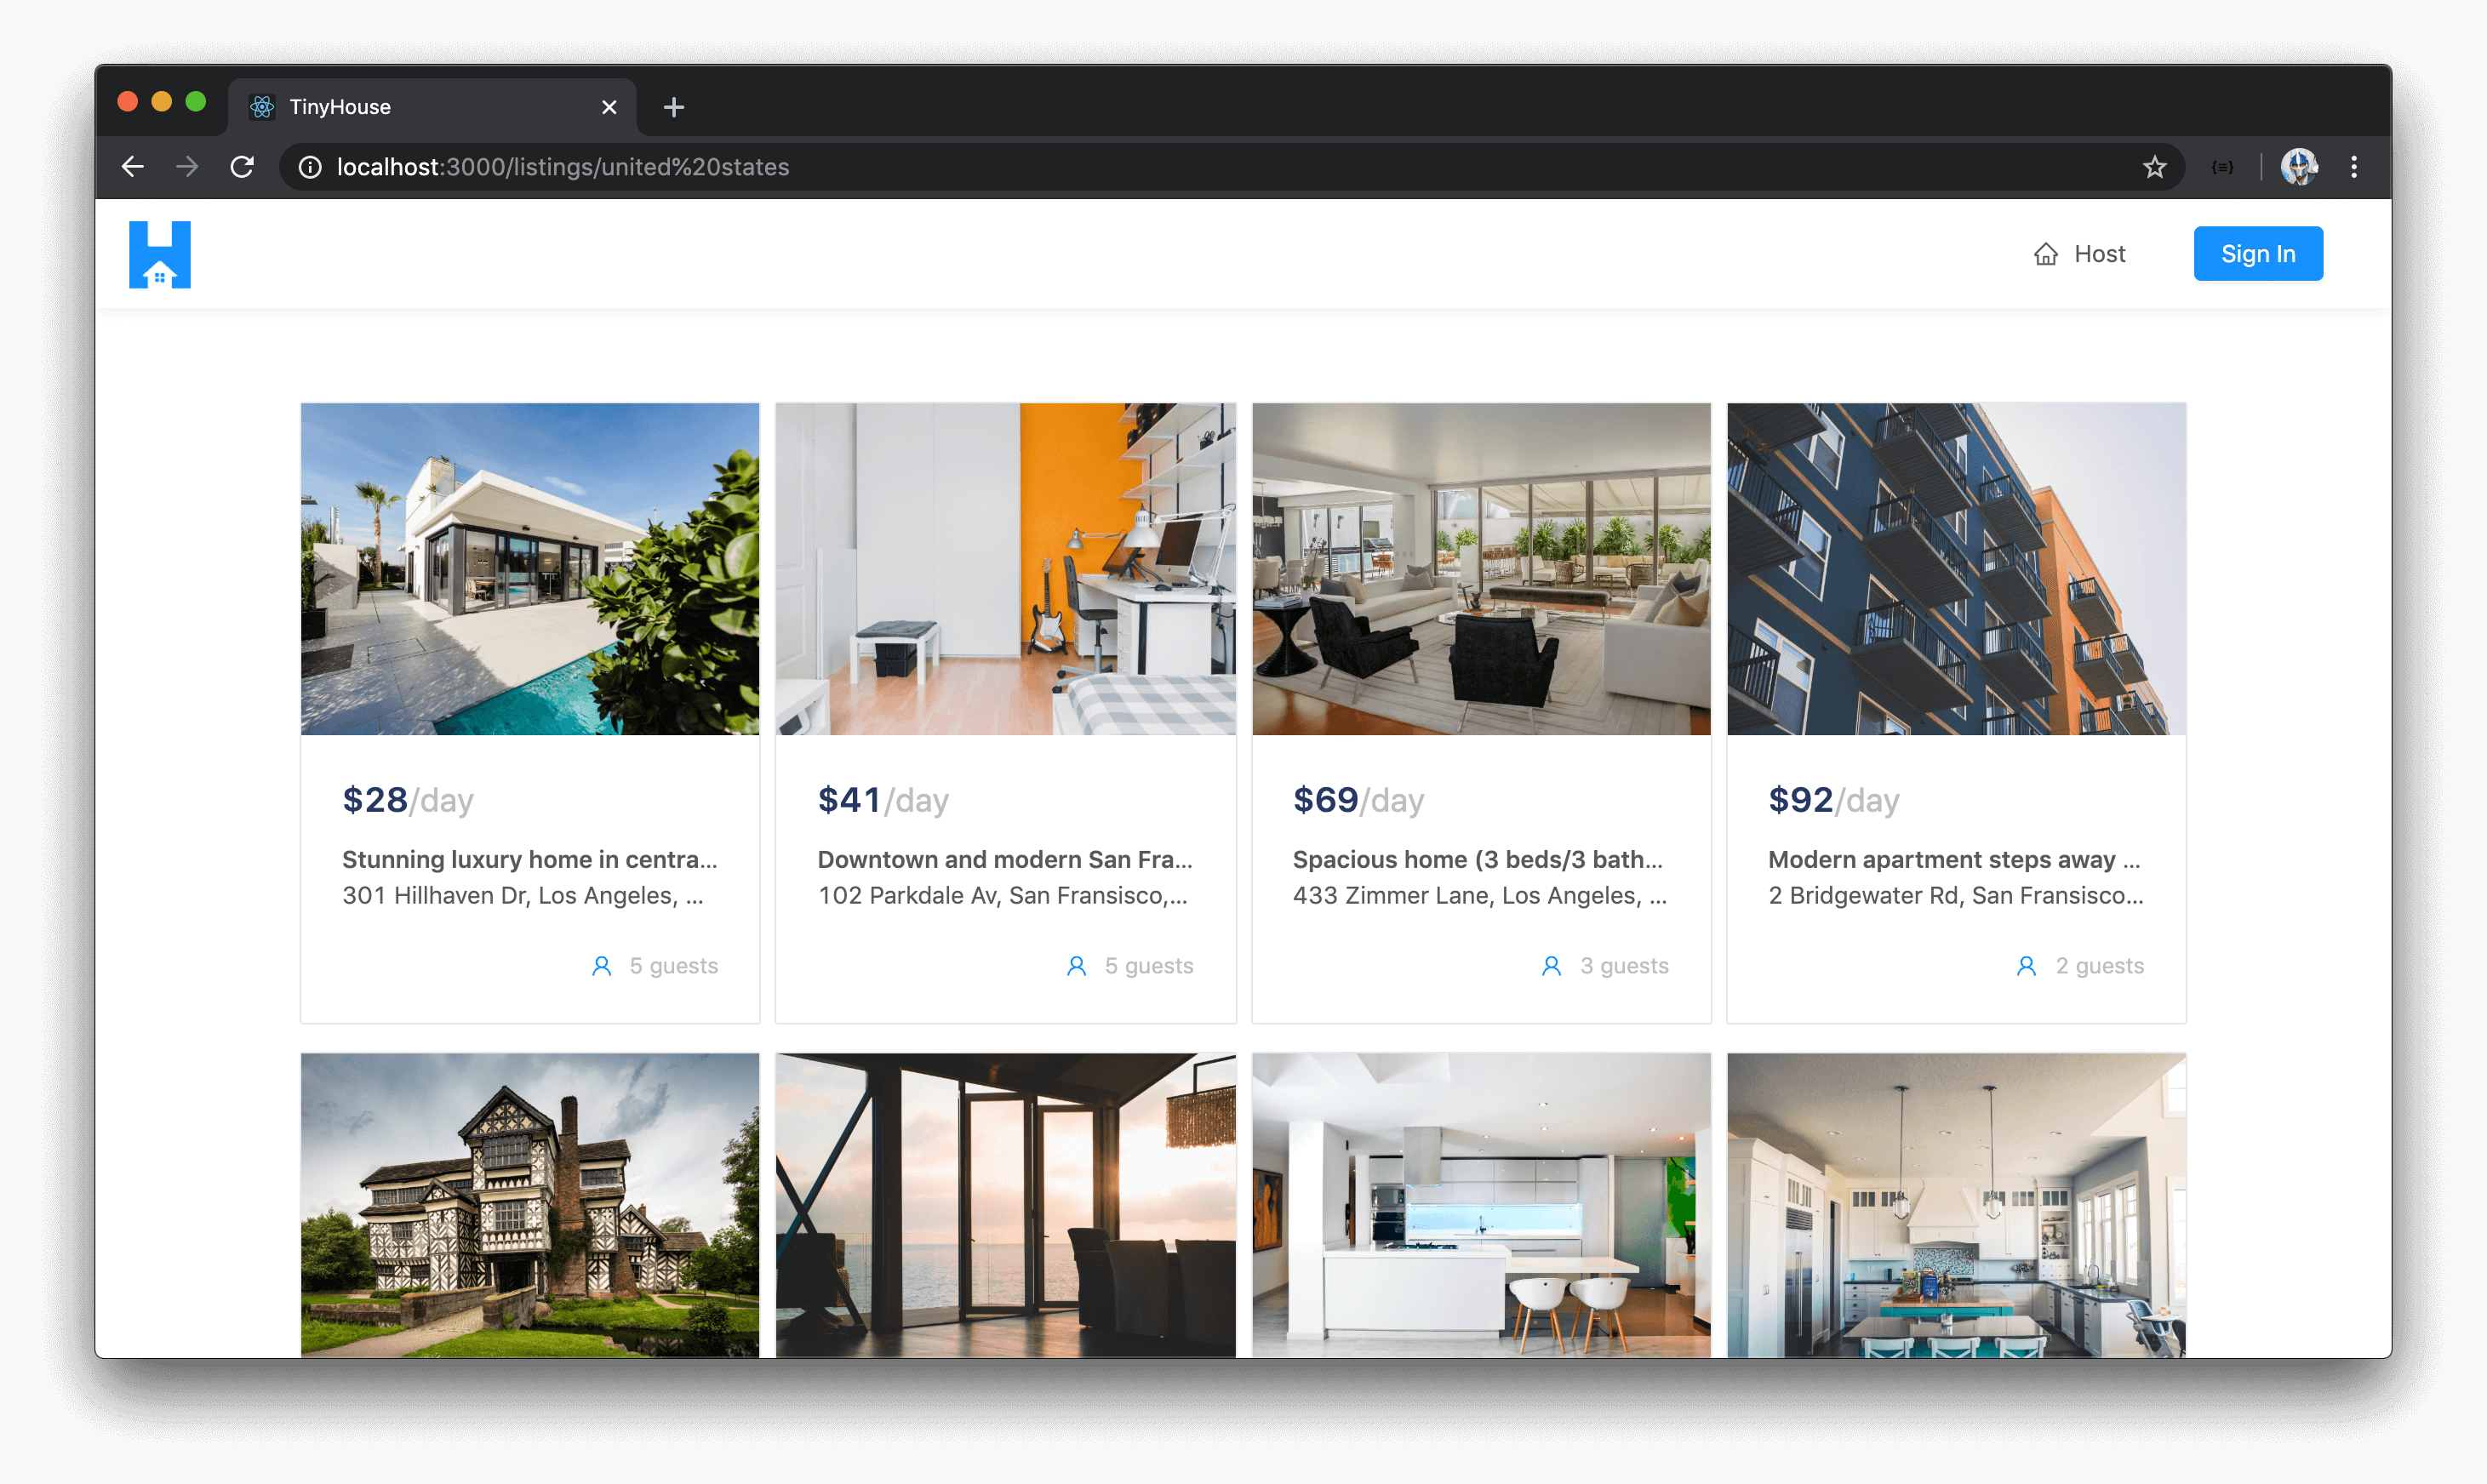 TinyHouse
localhost:3000/listings/united%20states
Host
Sign In
$28/day
Stunning luxury home in centra...
301 Hillhaven Dr, Los Angeles, ...
5 guests
$41/day
Downtown and modern San Fra...
102 Parkdale Av, San Fransisco,...
5 guests
$69/day
Spacious home (3 beds/3 bath...
433 Zimmer Lane, Los Angeles, ...
3 guests
$92/day
Modern apartment steps away ...
2 Bridgewater Rd, San Fransisco...
2 guests